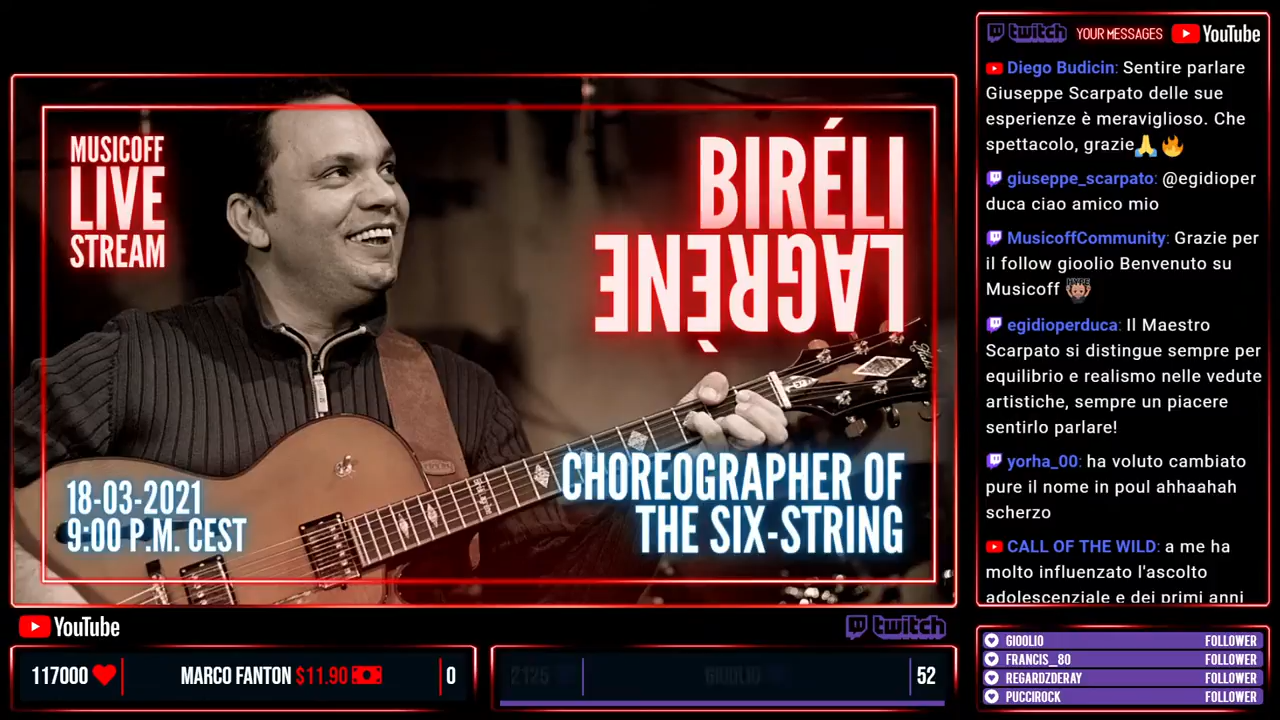 MUSICOFF
LIVE
STREAM
BIRÉLI
LAGRÈNE
18-03-2021
9:00 P.M. CEST
CHOREOGRAPHER OF
THE SIX-STRING
YouTube
twitch
117000
MARCO FANTON $11.90
0
2125
GIOOLIO
52
twitch YOUR MESSAGES YouTube
Diego Budicin: Sentire parlare
Giuseppe Scarpato delle sue
esperienze è meraviglioso. Che
spettacolo, grazie🙏🔥
giuseppe_scarpato: @egidioper
duca ciao amico mio
MusicoffCommunity: Grazie per
il follow gioolio Benvenuto su
Musicoff
HYPE
egidioperduca: Il Maestro
Scarpato si distingue sempre per
equilibrio e realismo nelle vedute
artistiche, sempre un piacere
sentirlo parlare!
yorha_00: ha voluto cambiato
pure il nome in poul ahhaahah
scherzo
CALL OF THE WILD: a me ha
molto influenzato l'ascolto
adolescenziale e dei primi anni
GIOOLIO FOLLOWER
FRANCIS_80 FOLLOWER
REGARDZDERAY FOLLOWER
PUCCIROCK FOLLOWER